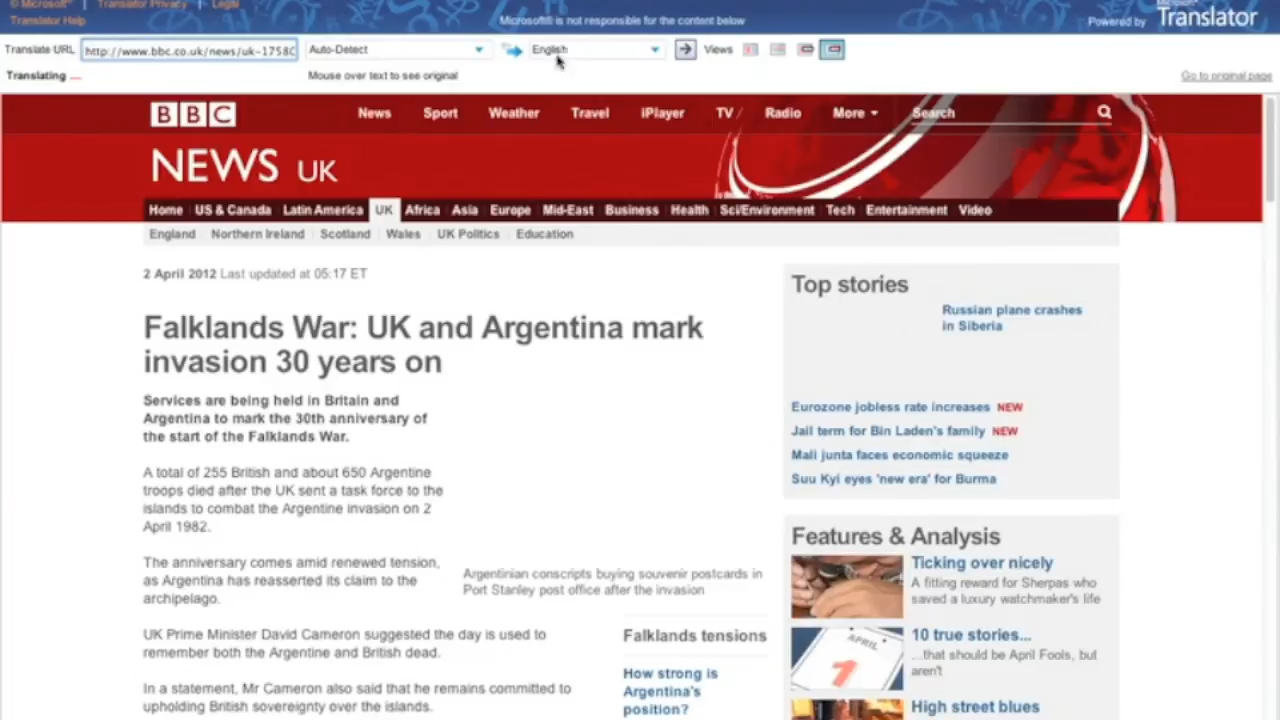 © Microsoft® | Translator Privacy | Legal
Translator Help
Microsoft® is not responsible for the content below
Powered by
Microsoft®
Translator
Translate URL http://www.bbc.co.uk/news/uk-1758 Auto-Detect English Views
Translating ...
Mouse over text to see original
Go to original page
BBC News Sport Weather Travel iPlayer TV Radio More Search
NEWS UK
Home US & Canada Latin America UK Africa Asia Europe Mid-East Business Health Sci/Environment Tech Entertainment Video
England Northern Ireland Scotland Wales UK Politics Education
2 April 2012 Last updated at 05:17 ET
Falklands War: UK and Argentina mark
invasion 30 years on
Services are being held in Britain and
Argentina to mark the 30th anniversary of
the start of the Falklands War.
A total of 255 British and about 650 Argentine
troops died after the UK sent a task force to the
islands to combat the Argentine invasion on 2
April 1982.
The anniversary comes amid renewed tension,
as Argentina has reasserted its claim to the
archipelago.
Argentinian conscripts buying souvenir postcards in
Port Stanley post office after the invasion
UK Prime Minister David Cameron suggested the day is used to
remember both the Argentine and British dead.
In a statement, Mr Cameron also said that he remains committed to
upholding British sovereignty over the islands.
Falklands tensions
How strong is
Argentina's
position?
Top stories
Russian plane crashes
in Siberia
Eurozone jobless rate increases NEW
Jail term for Bin Laden's family NEW
Mali junta faces economic squeeze
Suu Kyi eyes 'new era' for Burma
Features & Analysis
Ticking over nicely
A fitting reward for Sherpas who
saved a luxury watchmaker's life
APRIL
1
10 true stories...
...that should be April Fools, but
aren't
High street blues